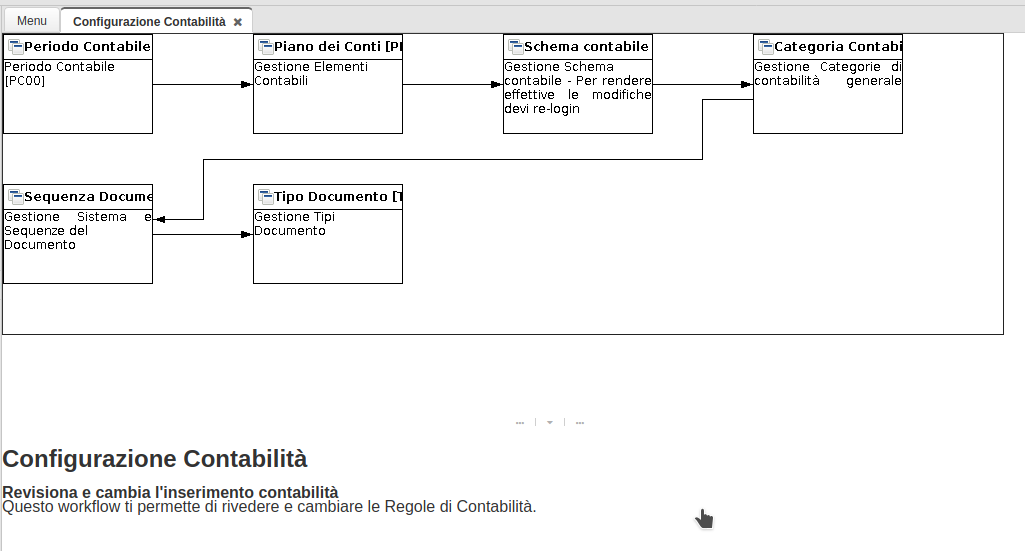 Menu
Configurazione Contabilità
Periodo Contabile
Piano dei Conti [P
Schema contabile
Categoria Contabi
Periodo Contabile
[PC00]
Gestione Elementi
Contabili
Gestione Schema
contabile - Per rendere
effettive le modifiche
devi re-login
Gestione Categorie di
contabilità generale
Sequenza Docume
Tipo Documento [T
Gestione Sistema e
Sequenze del
Documento
Gestione Tipi
Documento
Configurazione Contabilità
Revisiona e cambia l'inserimento contabilità
Questo workflow ti permette di rivedere e cambiare le Regole di Contabilità.